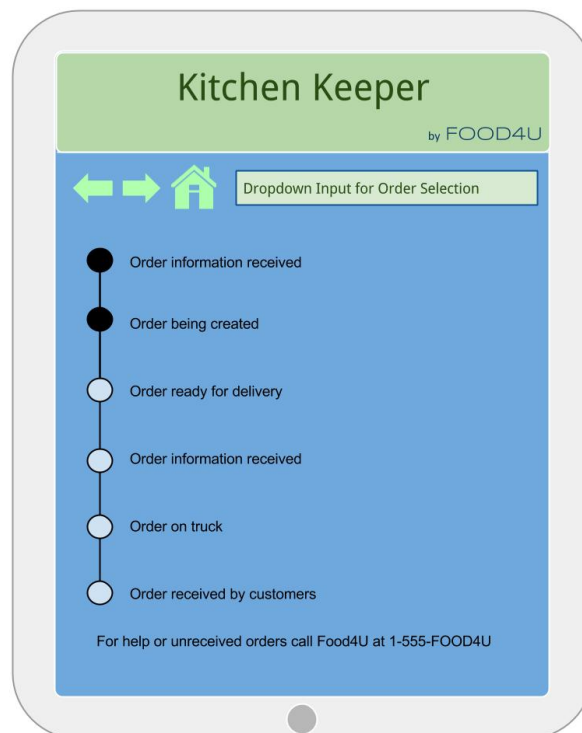 Kitchen Keeper
by FOOD4U
Dropdown Input for Order Selection
Order information received
Order being created
Order ready for delivery
Order information received
Order on truck
Order received by customers
For help or unreceived orders call Food4U at 1-555-FOOD4U